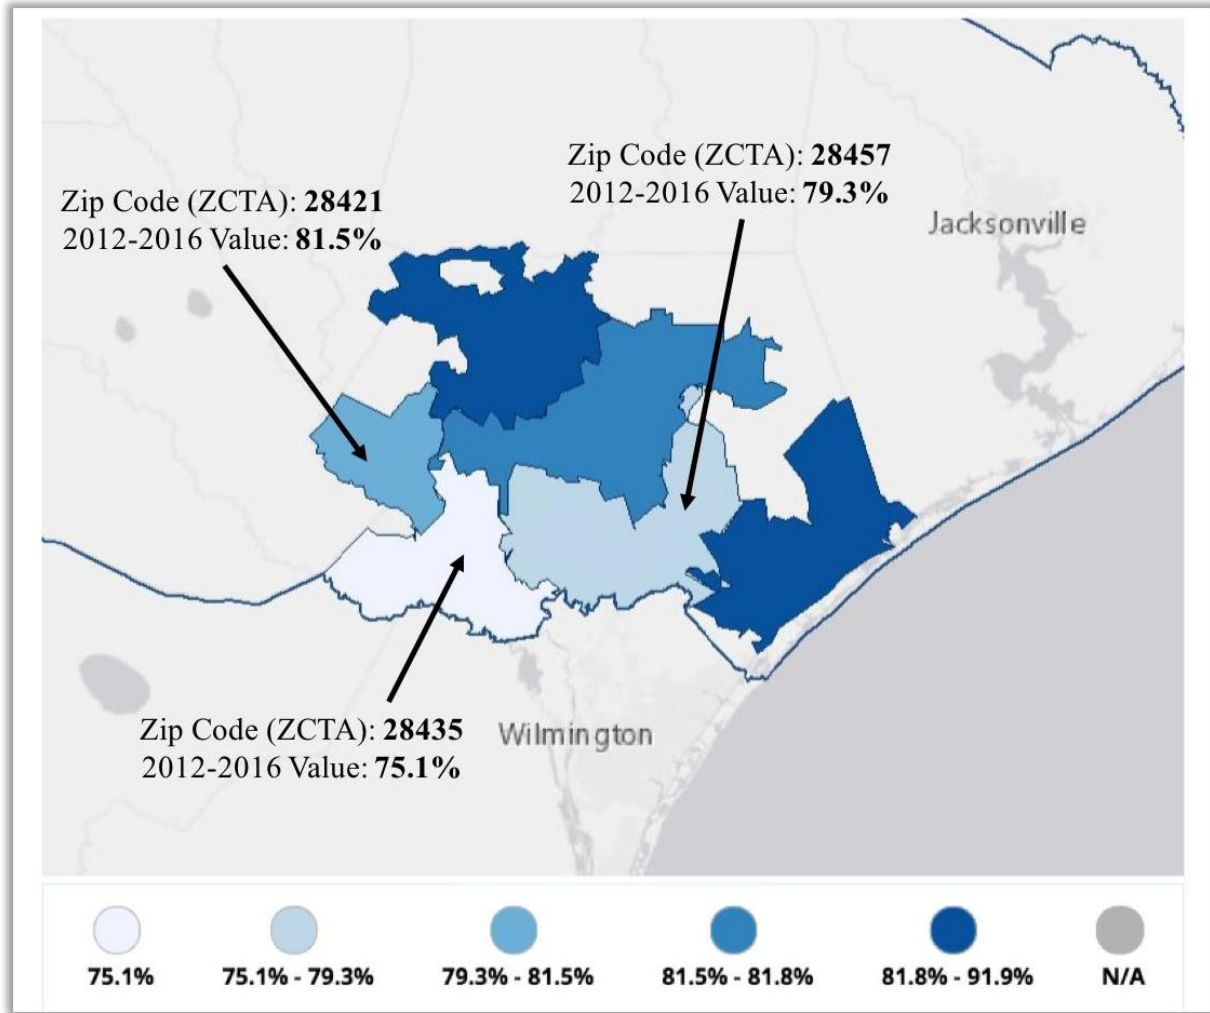 Zip Code (ZCTA): 28457
2012-2016 Value: 79.3%
Zip Code (ZCTA): 28421
2012-2016 Value: 81.5%
Jacksonville
Zip Code (ZCTA): 28435
2012-2016 Value: 75.1%
Wilmington
75.1%
75.1% - 79.3%
79.3% - 81.5%
81.5% - 81.8%
81.8% - 91.9%
N/A